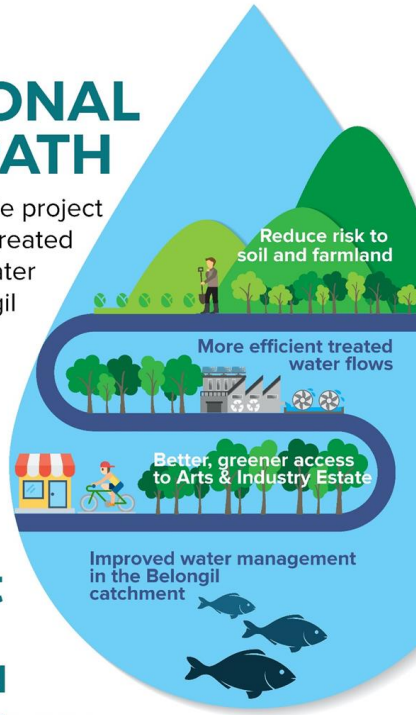 ONAL
ATH
e project
reated
ater
gil
Reduce risk to
soil and farmland
More efficient treated
water flows
Better, greener access
to Arts & Industry Estate
Improved water management
in the Belongil
catchment